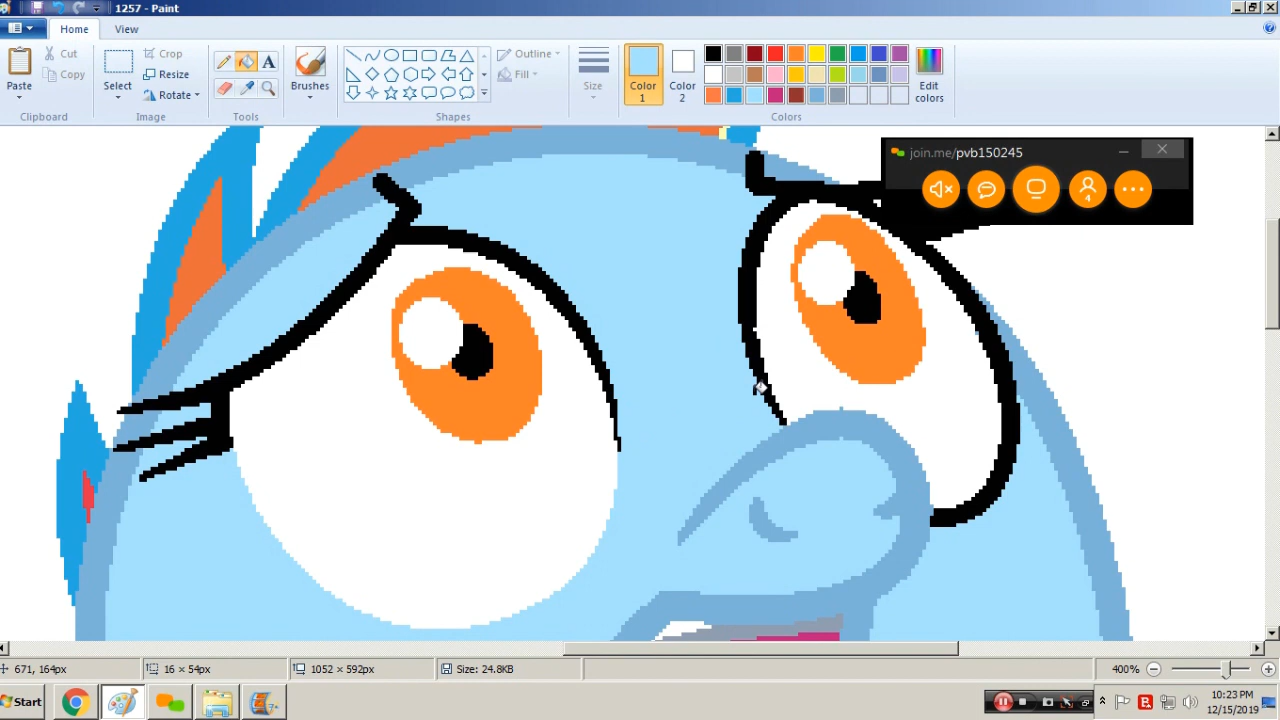 1257 - Paint
Home View
Paste
Cut
Copy
Clipboard
Select
Crop
Resize
Rotate
Image
A
Tools
Brushes
Outline
Fill
Shapes
Size
Color 1
Color 2
Edit colors
Colors
join.me/pvb150245
4
671, 164px
16 × 54px
1052 × 592px
Size: 24.8KB
400%
Start
10:23 PM
12/15/2019